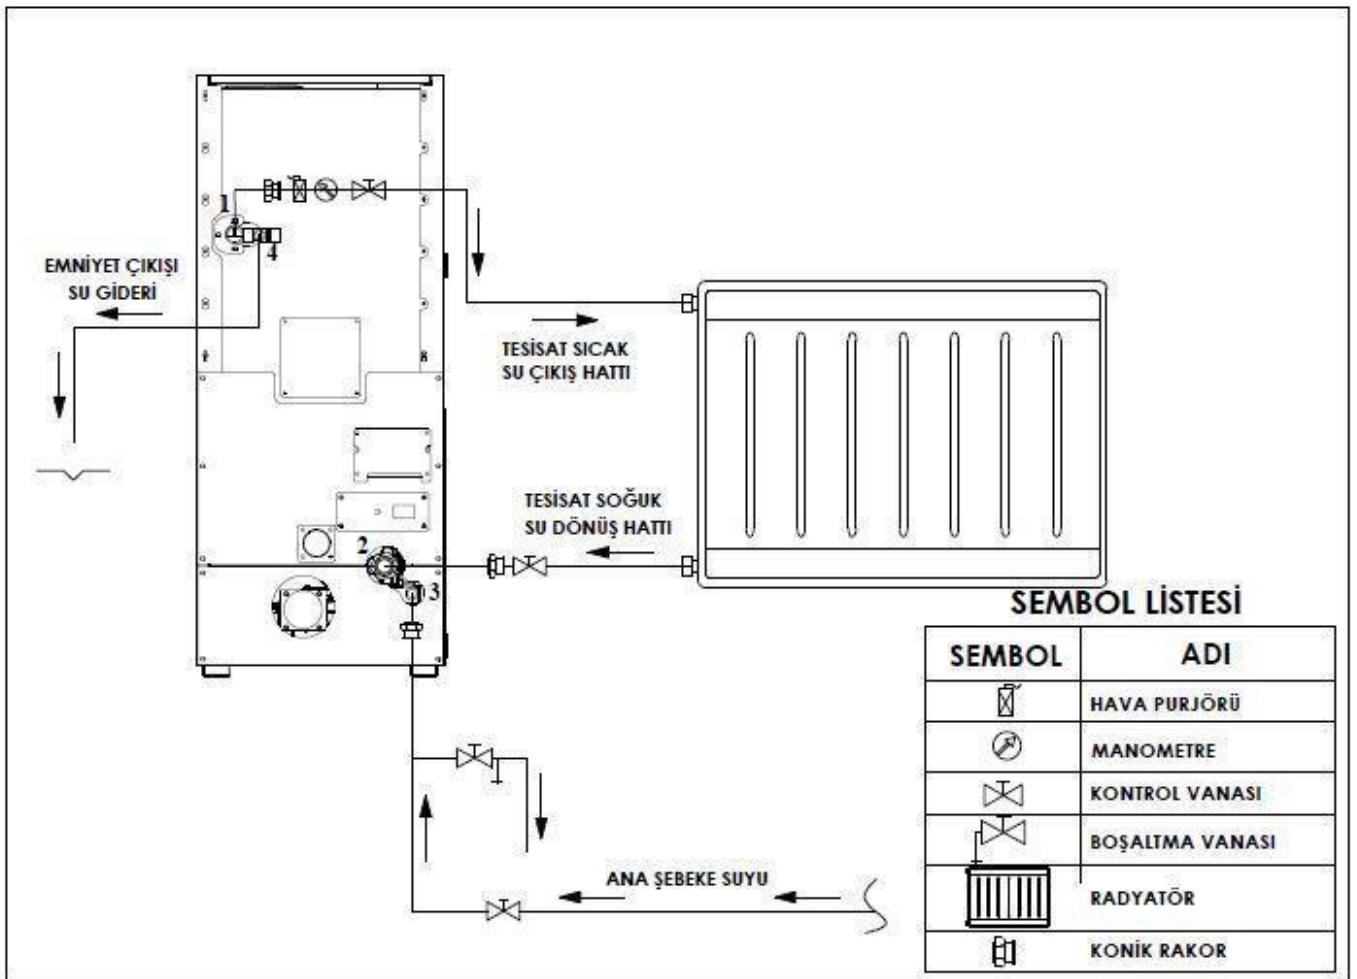 1
4
EMNİYET ÇIKIŞI
SU GİDERİ
TESİSAT SICAK
SU ÇIKIŞ HATTI
TESİSAT SOĞUK
SU DÖNÜŞ HATTI
2
3
ANA ŞEBEKE SUYU
SEMBOL LİSTESİ
SEMBOL ADI
HAVA PURJÖRÜ
MANOMETRE
KONTROL VANASI
BOŞALTMA VANASI
RADYATÖR
KONİK RAKOR